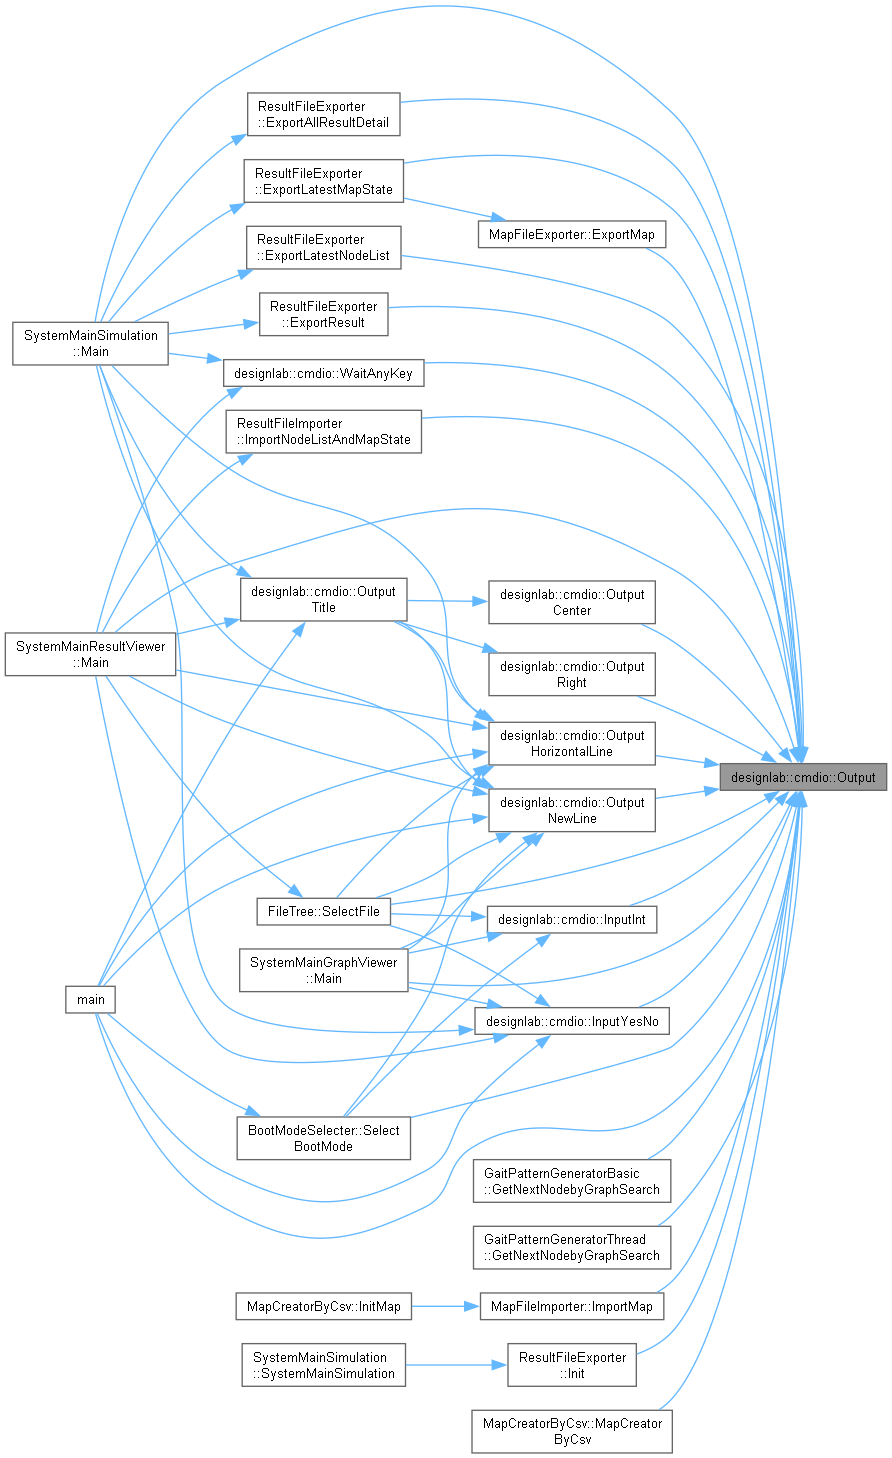 ResultFileExporter
::ExportAllResultDetail
ResultFileExporter
::ExportLatestMapState
MapFileExporter::ExportMap
ResultFileExporter
::ExportLatestNodeList
ResultFileExporter
::ExportResult
SystemMainSimulation
::Main
designlab::cmdio::WaitAnyKey
ResultFileImporter
::ImportNodeListAndMapState
designlab::cmdio::Output
Title
designlab::cmdio::Output
Center
SystemMainResultViewer
::Main
designlab::cmdio::Output
Right
designlab::cmdio::Output
HorizontalLine
designlab::cmdio::Output
designlab::cmdio::Output
NewLine
FileTree::SelectFile
designlab::cmdio::InputInt
SystemMainGraphViewer
::Main
main
designlab::cmdio::InputYesNo
BootModeSelecter::Select
BootMode
GaitPatternGeneratorBasic
::GetNextNodebyGraphSearch
GaitPatternGeneratorThread
::GetNextNodebyGraphSearch
MapCreatorByCsv::InitMap
MapFileImporter::ImportMap
SystemMainSimulation
::SystemMainSimulation
ResultFileExporter
::Init
MapCreatorByCsv::MapCreator
ByCsv